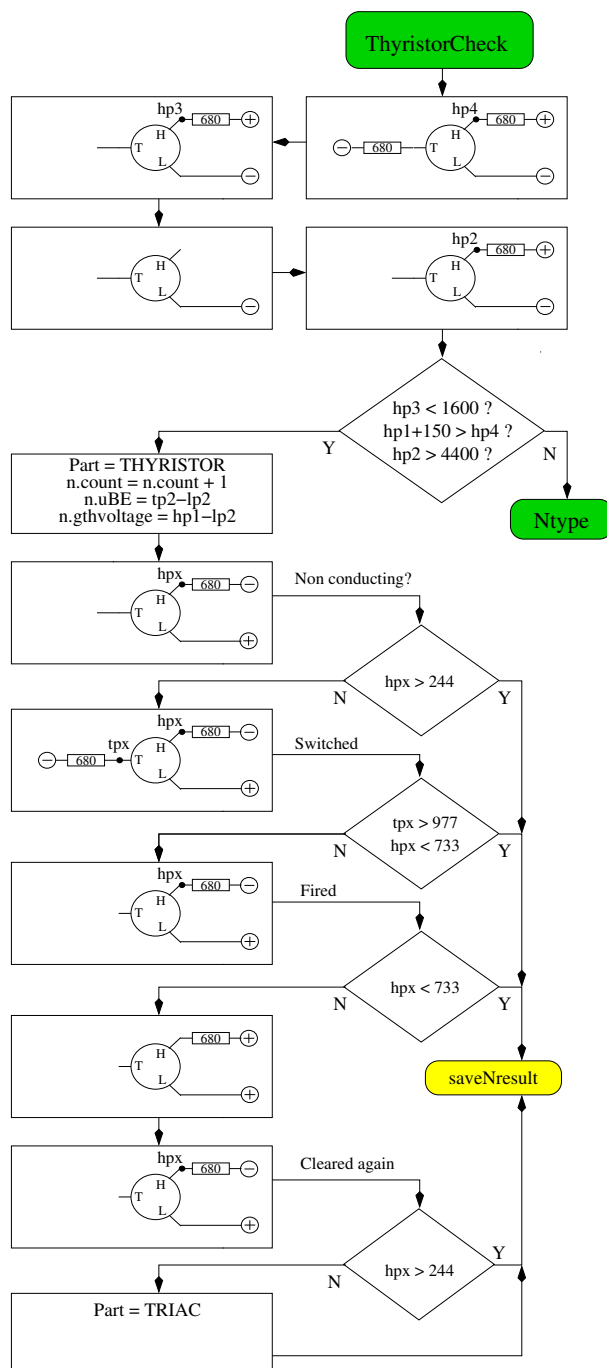 ThyristorCheck
hp3
680
+
H
T
L
−
hp4
680
+
−
680
H
T
L
−
H
T
L
−
hp2
680
+
H
T
L
−
hp3 < 1600 ?
hp1+150 > hp4 ?
hp2 > 4400 ?
Y
N
Ntype
Part = THYRISTOR
n.count = n.count + 1
n.uBE = tp2−lp2
n.gthvoltage = hp1−lp2
hpx
680
−
H
T
L
+
Non conducting?
hpx > 244
N
Y
hpx
680
−
tpx
−
680
H
T
L
+
Switched
tpx > 977
hpx < 733
N
Y
hpx
680
−
H
T
L
+
Fired
hpx < 733
N
Y
680
+
H
T
L
+
saveNresult
hpx
680
−
H
T
L
+
Cleared again
hpx > 244
N
Y
Part = TRIAC